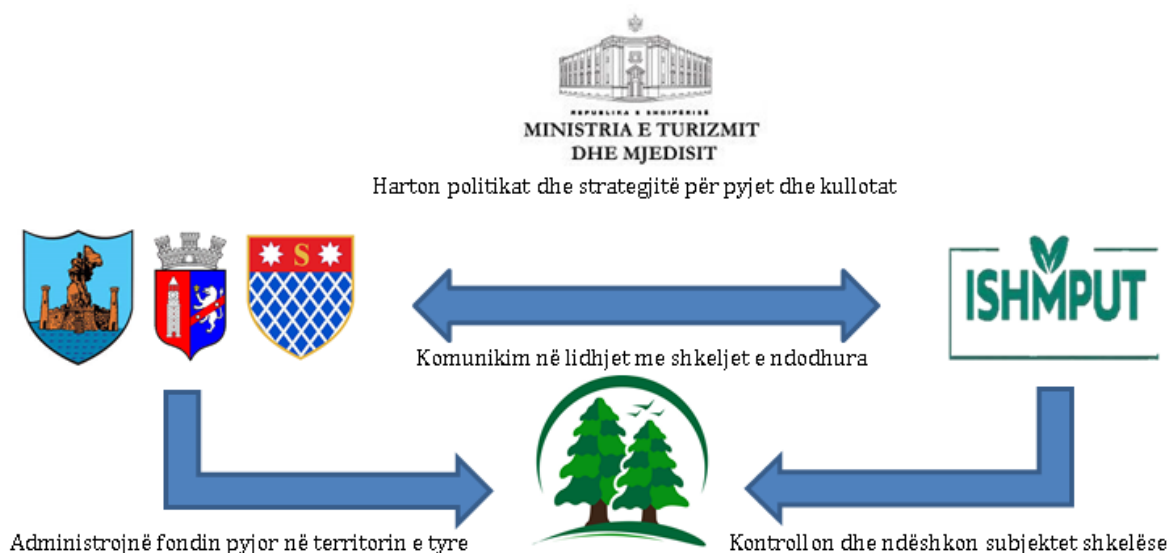 REPUBLIKA E SHQIPËRISË
MINISTRIA E TURIZMIT
DHE MJEDISIT
Harton politikat dhe strategjitë për pyjet dhe kullotat
S
ISHMPUT
Komunikim në lidhjet me shkeljet e ndodhura
Administrojnë fondin pyjor në territorin e tyre
Kontrollon dhe ndëshkon subjektet shkelëse